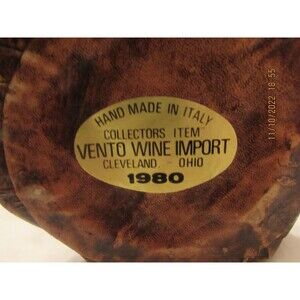 HAND MADE IN ITALY
COLLECTORS ITEM
VENTO WINE IMPORT
CLEVELAND - OHIO
1980
11/10/2022 18:55